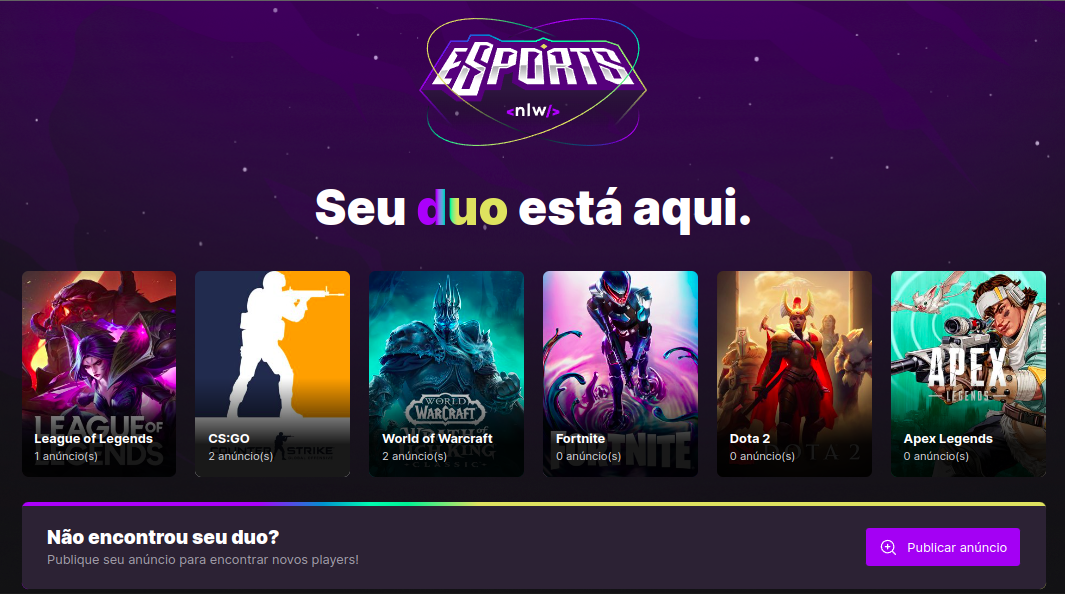 ESPORTS
<nlw/>
Seu duo está aqui.
LEAGUE OF
LEGENDS
League of Legends
1 anúncio(s)
STRIKE
CS:GO
2 anúncio(s)
WORLD
WARCRAFT
World of Warcraft
2 anúncio(s)
CLASSIC
FORTNITE
Fortnite
0 anúncio(s)
DOTA 2
Dota 2
0 anúncio(s)
APEX
LEGENDS
Apex Legends
0 anúncio(s)
Não encontrou seu duo?
Publique seu anúncio para encontrar novos players!
Publicar anúncio